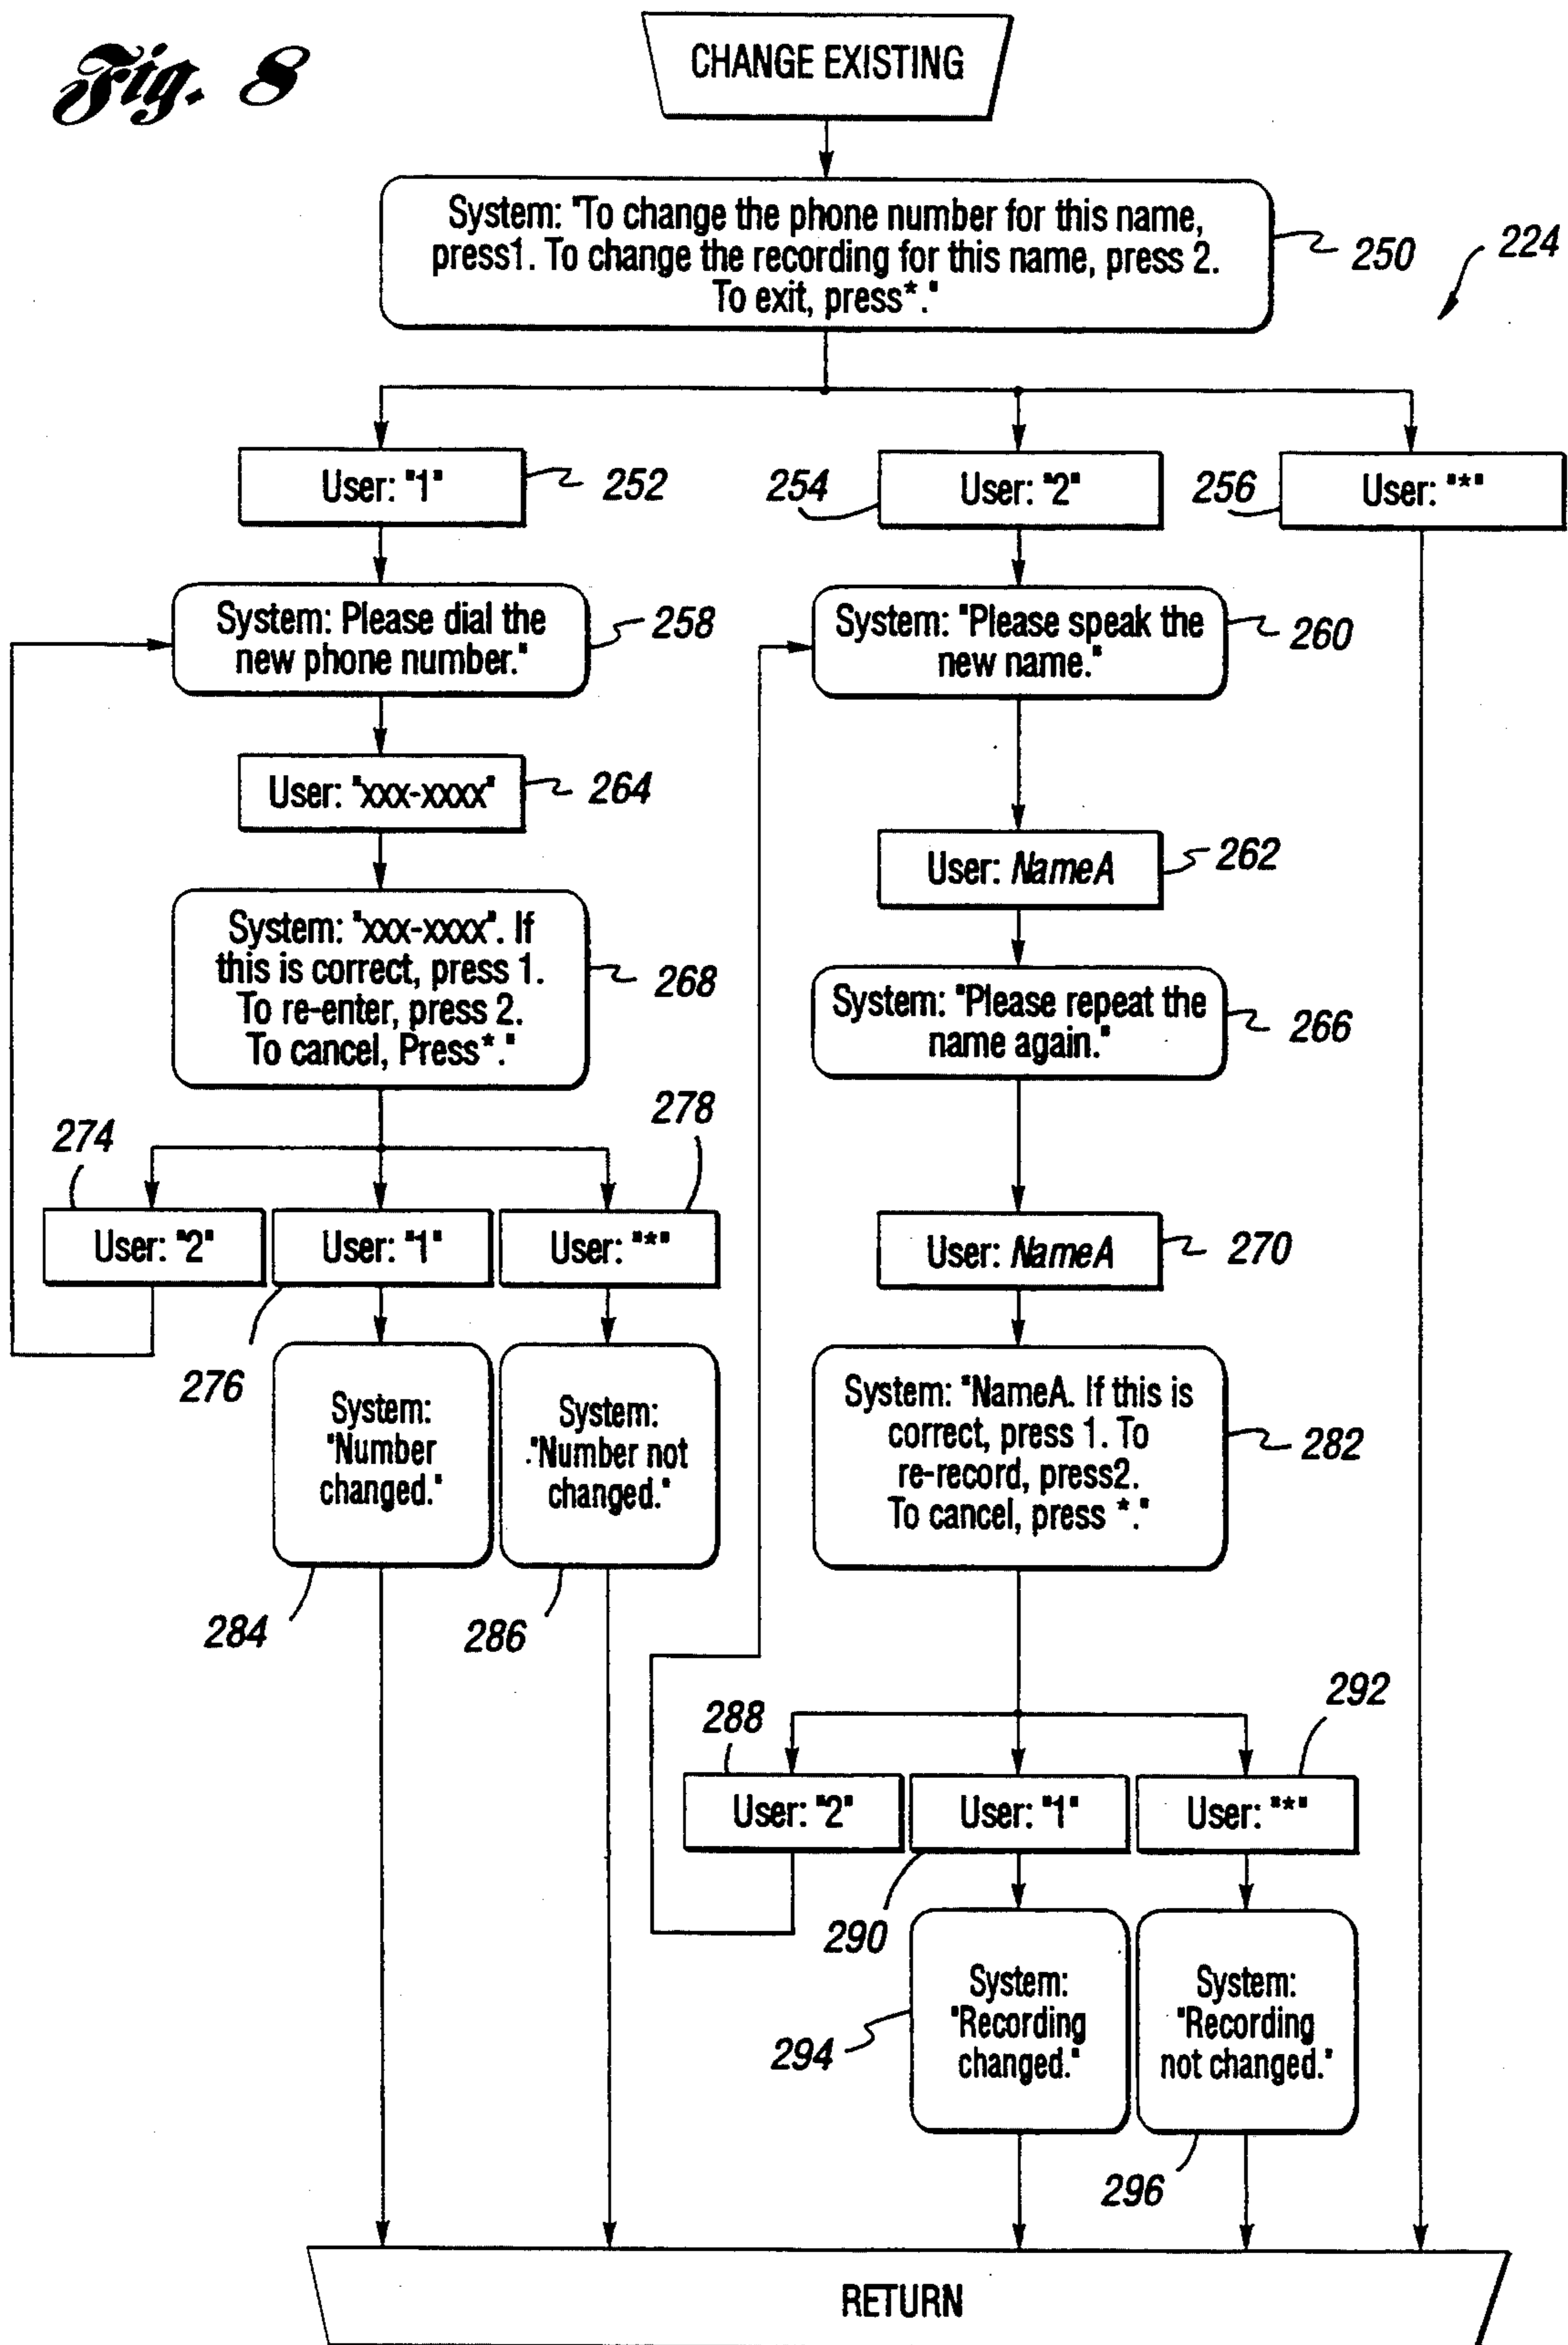 Fig. 8
CHANGE EXISTING
System: "To change the phone number for this name,
press1. To change the recording for this name, press 2.
To exit, press*."
250
224
User: "1"
252
254
User: "2"
256
User: "*"
System: Please dial the
new phone number."
258
System: "Please speak the
new name."
260
User: "xxx-xxxx"
264
User: NameA
262
System: "xxx-xxxx". If
this is correct, press 1.
To re-enter, press 2.
To cancel, Press*."
268
System: "Please repeat the
name again."
266
274
278
User: "2"
User: "1"
User: "*"
User: NameA
270
276
System:
"Number
changed."
System:
"Number not
changed."
System: "NameA. If this is
correct, press 1. To
re-record, press2.
To cancel, press *."
282
284
286
288
292
User: "2"
User: "1"
User: "*"
290
System:
"Recording
changed."
294
System:
"Recording
not changed."
296
RETURN